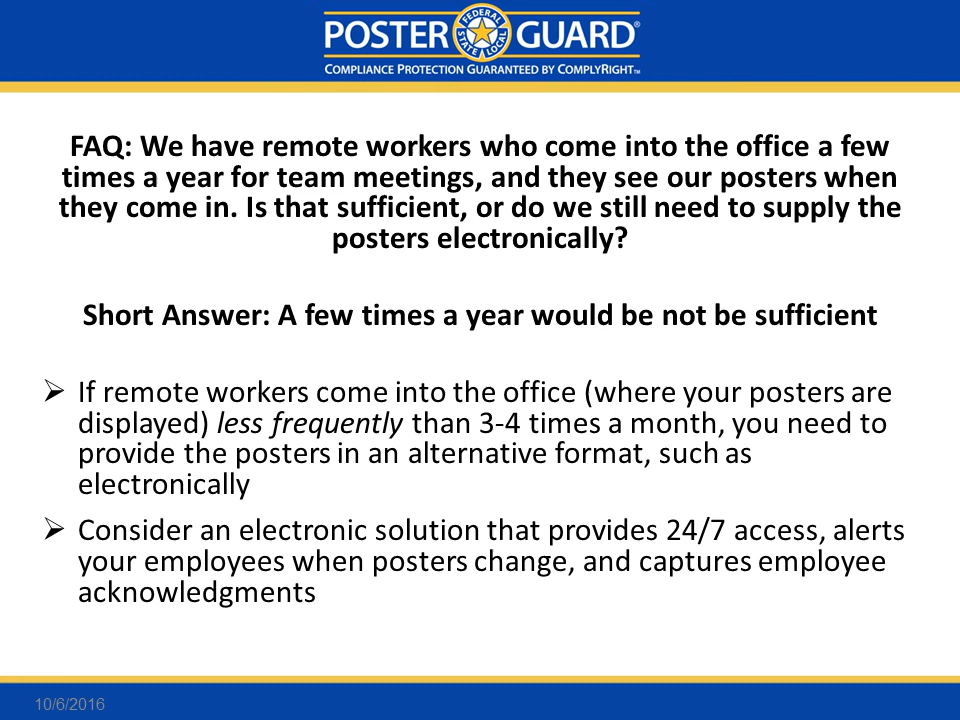 POSTER GUARD®
FEDERAL STATE LOCAL
COMPLIANCE PROTECTION GUARANTEED BY COMPLYRIGHT™
FAQ: We have remote workers who come into the office a few
times a year for team meetings, and they see our posters when
they come in. Is that sufficient, or do we still need to supply the
posters electronically?
Short Answer: A few times a year would be not be sufficient
➢ If remote workers come into the office (where your posters are
displayed) less frequently than 3-4 times a month, you need to
provide the posters in an alternative format, such as
electronically
➢ Consider an electronic solution that provides 24/7 access, alerts
your employees when posters change, and captures employee
acknowledgments
10/6/2016